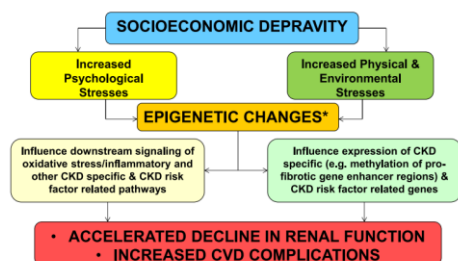 SOCIOECONOMIC DEPRAVITY
Increased
Psychological
Stresses
Increased Physical &
Environmental
Stresses
EPIGENETIC CHANGES*
Influence downstream signaling of
oxidative stress/inflammatory and
other CKD specific & CKD risk
factor related pathways
Influence expression of CKD
specific (e.g. methylation of pro-
fibrotic gene enhancer regions) &
CKD risk factor related genes
• ACCELERATED DECLINE IN RENAL FUNCTION
• INCREASED CVD COMPLICATIONS